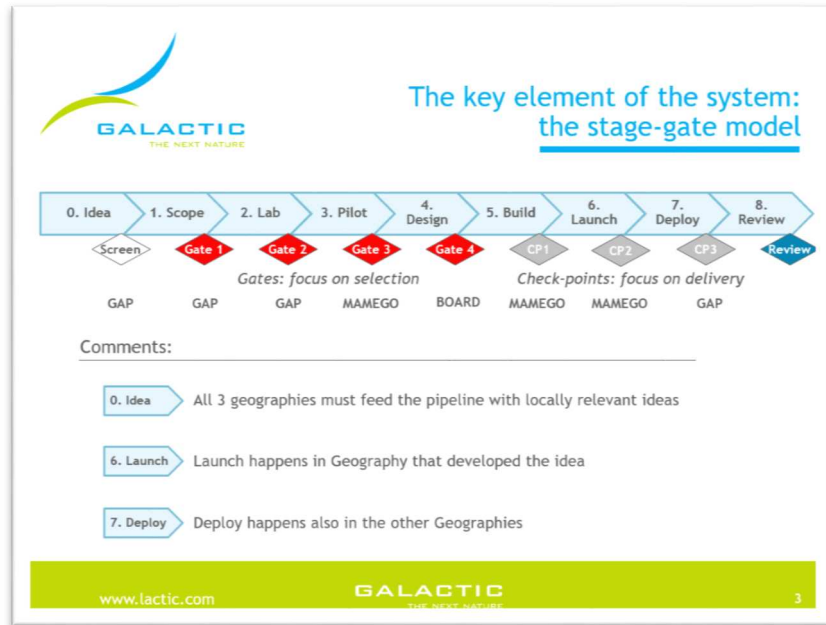 GALACTIC
THE NEXT NATURE
The key element of the system:
the stage-gate model
0. Idea
1. Scope
2. Lab
3. Pilot
4.
Design
5. Build
6.
Launch
7.
Deploy
8.
Review
Screen
Gate 1
Gate 2
Gate 3
Gate 4
CP1
CP2
CP3
Review
Gates: focus on selection
Check-points: focus on delivery
GAP
GAP
GAP
MAMEGO
BOARD
MAMEGO
MAMEGO
GAP
Comments:
0. Idea
All 3 geographies must feed the pipeline with locally relevant ideas
6. Launch
Launch happens in Geography that developed the idea
7. Deploy
Deploy happens also in the other Geographies
www.lactic.com
GALACTIC
THE NEXT NATURE
3